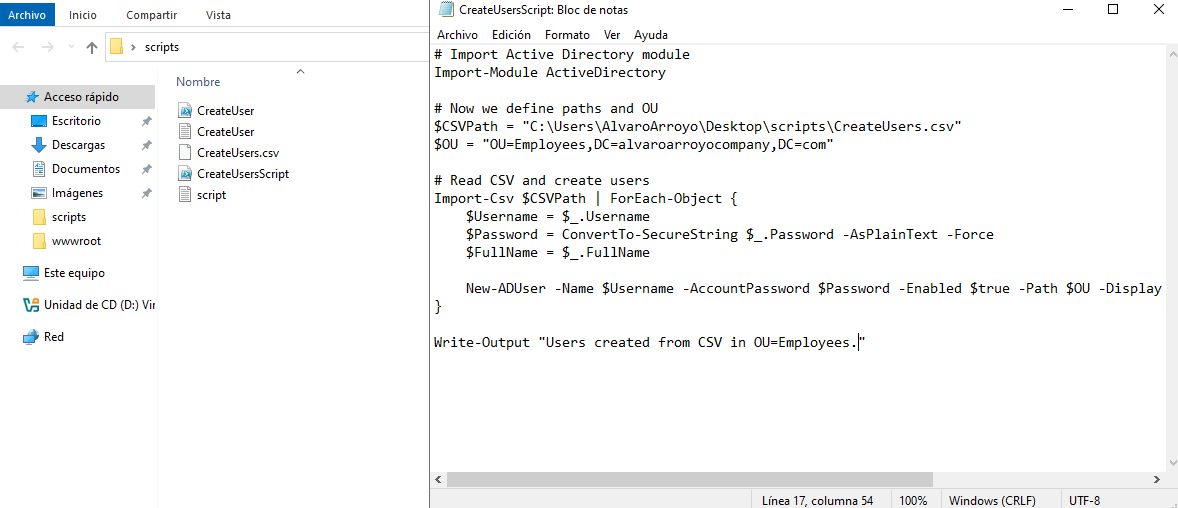 Archivo Inicio Compartir Vista
scripts
Nombre
Acceso rápido
Escritorio
Descargas
Documentos
Imágenes
scripts
wwwroot
Este equipo
Unidad de CD (D:) Vir
Red
CreateUser
CreateUser
CreateUsers.csv
CreateUsersScript
script
CreateUsersScript: Bloc de notas
Archivo Edición Formato Ver Ayuda
# Import Active Directory module
Import-Module ActiveDirectory
# Now we define paths and OU
$CSVPath = "C:\Users\AlvaroArroyo\Desktop\scripts\CreateUsers.csv"
$OU = "OU=Employees,DC=alvaroarroyocompany,DC=com"
# Read CSV and create users
Import-Csv $CSVPath | ForEach-Object {
$Username = $_.Username
$Password = ConvertTo-SecureString $_.Password -AsPlainText -Force
$FullName = $_.FullName
New-ADUser -Name $Username -AccountPassword $Password -Enabled $true -Path $OU -Display
}
Write-Output "Users created from CSV in OU=Employees."
Línea 17, columna 54 100% Windows (CRLF) UTF-8